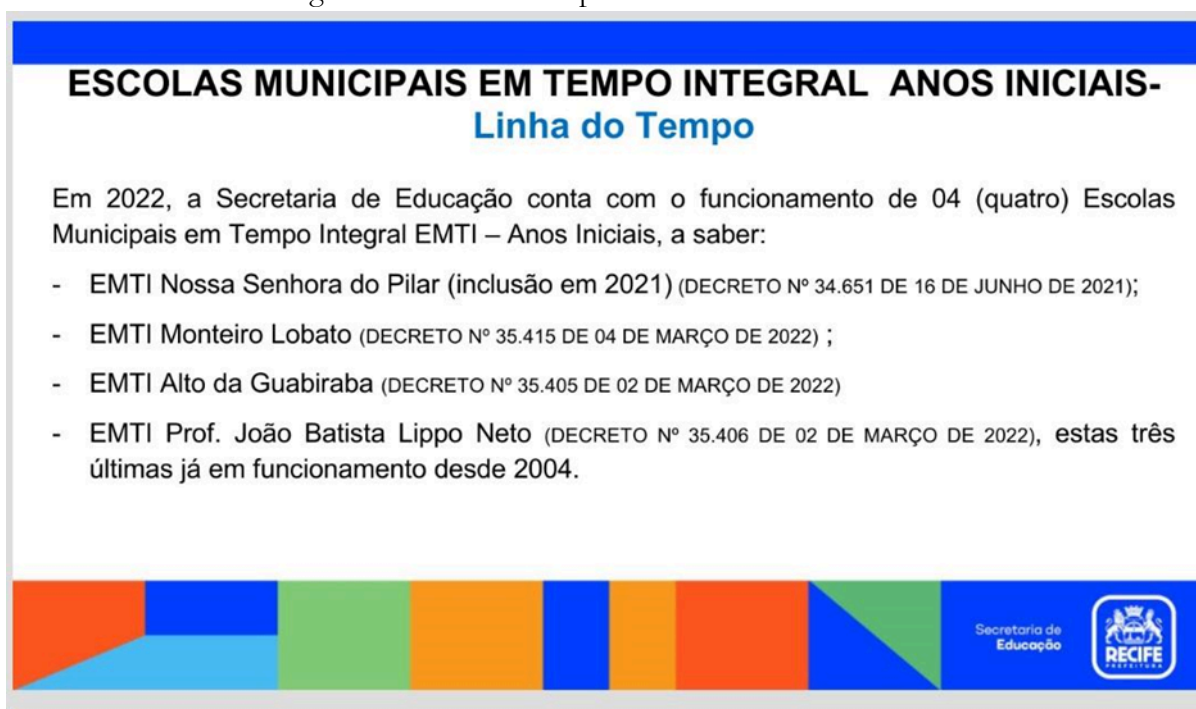 ESCOLAS MUNICIPAIS EM TEMPO INTEGRAL ANOS INICIAIS-
Linha do Tempo
Em 2022, a Secretaria de Educação conta com o funcionamento de 04 (quatro) Escolas
Municipais em Tempo Integral EMTI – Anos Iniciais, a saber:
- EMTI Nossa Senhora do Pilar (inclusão em 2021) (DECRETO Nº 34.651 DE 16 DE JUNHO DE 2021);
- EMTI Monteiro Lobato (DECRETO Nº 35.415 DE 04 DE MARÇO DE 2022) ;
- EMTI Alto da Guabiraba (DECRETO Nº 35.405 DE 02 DE MARÇO DE 2022)
- EMTI Prof. João Batista Lippo Neto (DECRETO Nº 35.406 DE 02 DE MARÇO DE 2022), estas três
últimas já em funcionamento desde 2004.
Secretaria de
Educação
RECIFE
PREFEITURA